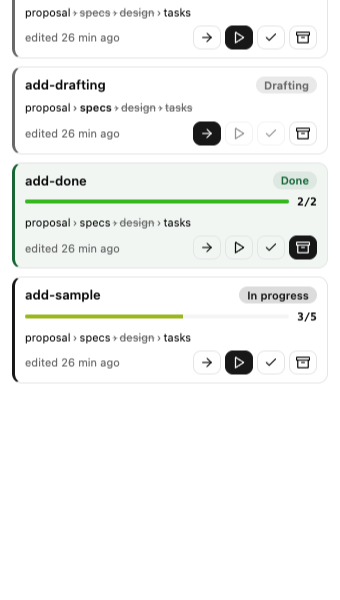 proposal › specs › design › tasks
edited 26 min ago
add-drafting
Drafting
proposal › specs › design › tasks
edited 26 min ago
add-done
Done
2/2
proposal › specs › design › tasks
edited 26 min ago
add-sample
In progress
3/5
proposal › specs › design › tasks
edited 26 min ago